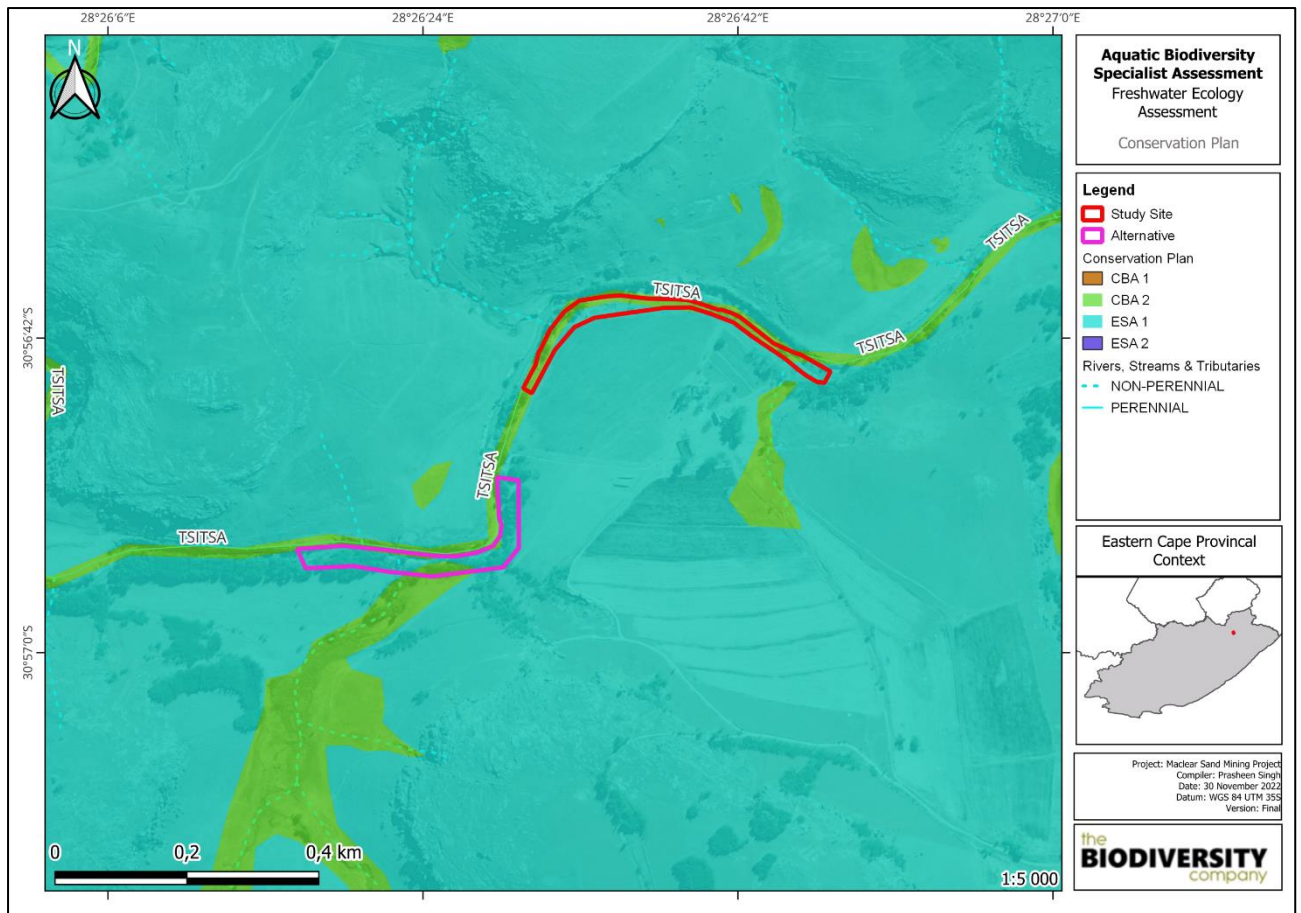 28°26'6"E
28°26'24"E
28°26'42"E
28°27'0"E
30°56'42"S
30°57'0"S
N
TSITSA
TSITSA
TSITSA
TSITSA
TSITSA
TSITSA
0
0,2
0,4 km
1:5 000
Aquatic Biodiversity
Specialist Assessment
Freshwater Ecology
Assessment
Conservation Plan
Legend
Study Site
Alternative
Conservation Plan
CBA 1
CBA 2
ESA 1
ESA 2
Rivers, Streams & Tributaries
NON-PERENNIAL
PERENNIAL
Eastern Cape Provincal
Context
Project: Maclear Sand Mining Project
Compiler: Prasheen Singh
Date: 30 November 2022
Datum: WGS 84 UTM 35S
Version: Final
the
BIODIVERSITY
company